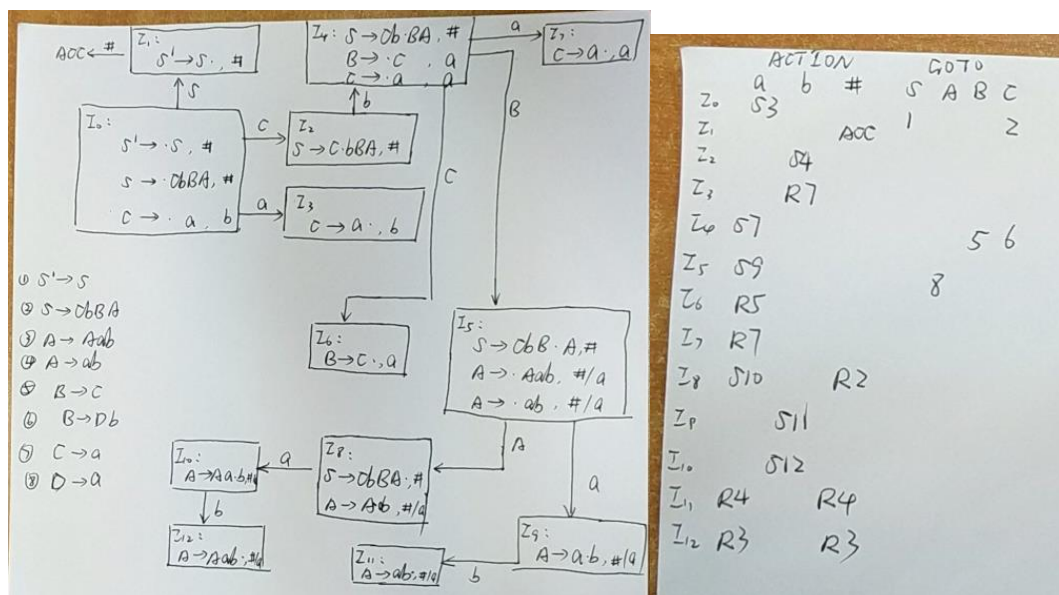 I₁:
S'→S·, #
AOC ← #
S
I₀:
S'→·S, #
S→·CbBA, #
C→·a, b
C
I₂
S→C·bBA, #
a
I₃
C→a·, b
b
I₄: S→Cb·BA, #
B→·C , a
C→·a , a
a
I₇:
C→a·, a
B
C
① S'→S
② S→CbBA
③ A→Aab
④ A→ab
⑤ B→C
⑥ B→Db
⑦ C→a
⑧ D→a
I₆:
B→C·, a
I₅:
S→CbB·A, #
A→·Aab, #/a
A→·ab, #/a
A
a
I₈:
S→CbBA·, #
A→A·ab, #/a
a
I₁₀:
A→Aa·b, #/a
b
I₁₂:
A→Aab·, #/a
I₉:
A→a·b, #/a
b
I₁₁:
A→ab·, #/a
ACTION GOTO
a b # S A B C
I₀ S3 1 2
I₁ AOC
I₂ S4
I₃ R7
I₄ S7 5 6
I₅ S9 8
I₆ R5
I₇ R7
I₈ S10 R2
I₉ S11
I₁₀ S12
I₁₁ R4 R4
I₁₂ R3 R3